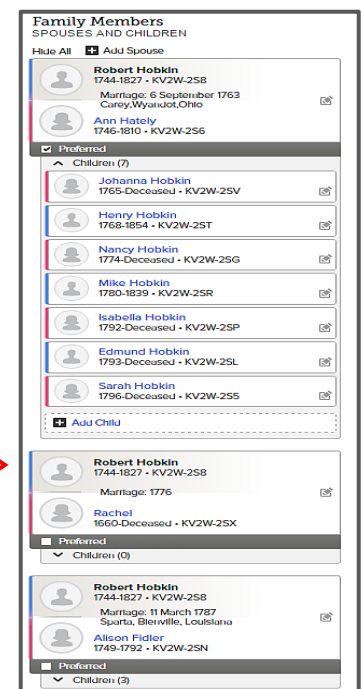 Family Members
SPOUSES AND CHILDREN
Hide All Add Spouse
Robert Hobkin
1744-1827 • KV2W-2S8
Marriage: 6 September 1763
Carey,Wyandot,Ohio
Ann Hately
1746-1810 • KV2W-2S6
Preferred
Children (7)
Johanna Hobkin
1765-Deceased • KV2W-2SV
Henry Hobkin
1768-1854 • KV2W-2ST
Nancy Hobkin
1774-Deceased • KV2W-2SG
Mike Hobkin
1780-1839 • KV2W-2SR
Isabella Hobkin
1792-Deceased • KV2W-2SP
Edmund Hobkin
1793-Deceased • KV2W-2SL
Sarah Hobkin
1796-Deceased • KV2W-2S5
Add Child
Robert Hobkin
1744-1827 • KV2W-2S8
Marriage: 1776
Rachel
1660-Deceased • KV2W-2SX
Preferred
Children (0)
Robert Hobkin
1744-1827 • KV2W-2S8
Marriage: 11 March 1787
Sparta, Bienville, Louisiana
Alison Fidler
1749-1792 • KV2W-2SN
Preferred
Children (3)